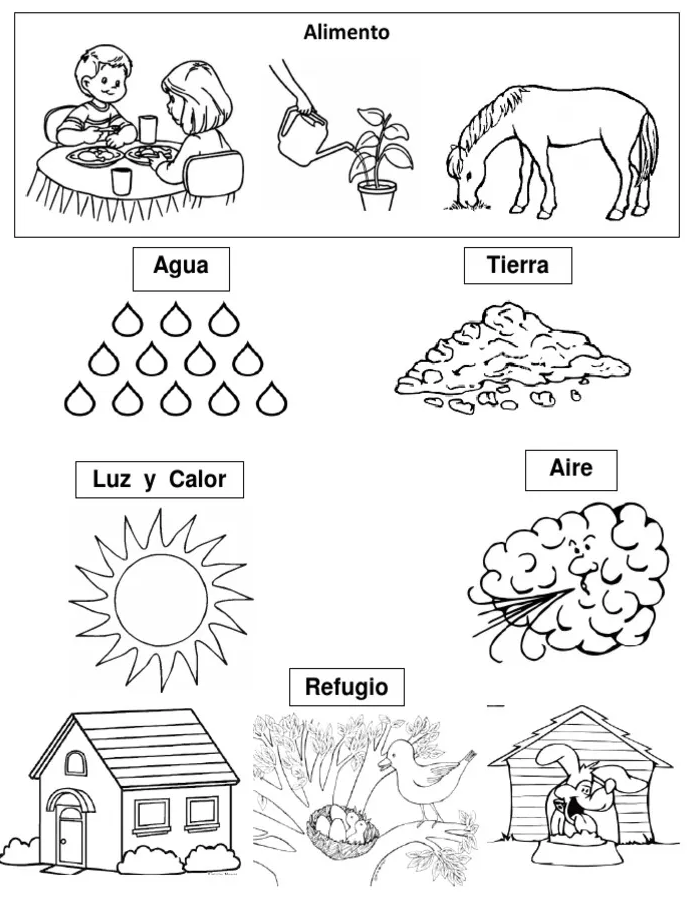 Alimento
Agua
Tierra
Luz y Calor
Aire
Refugio